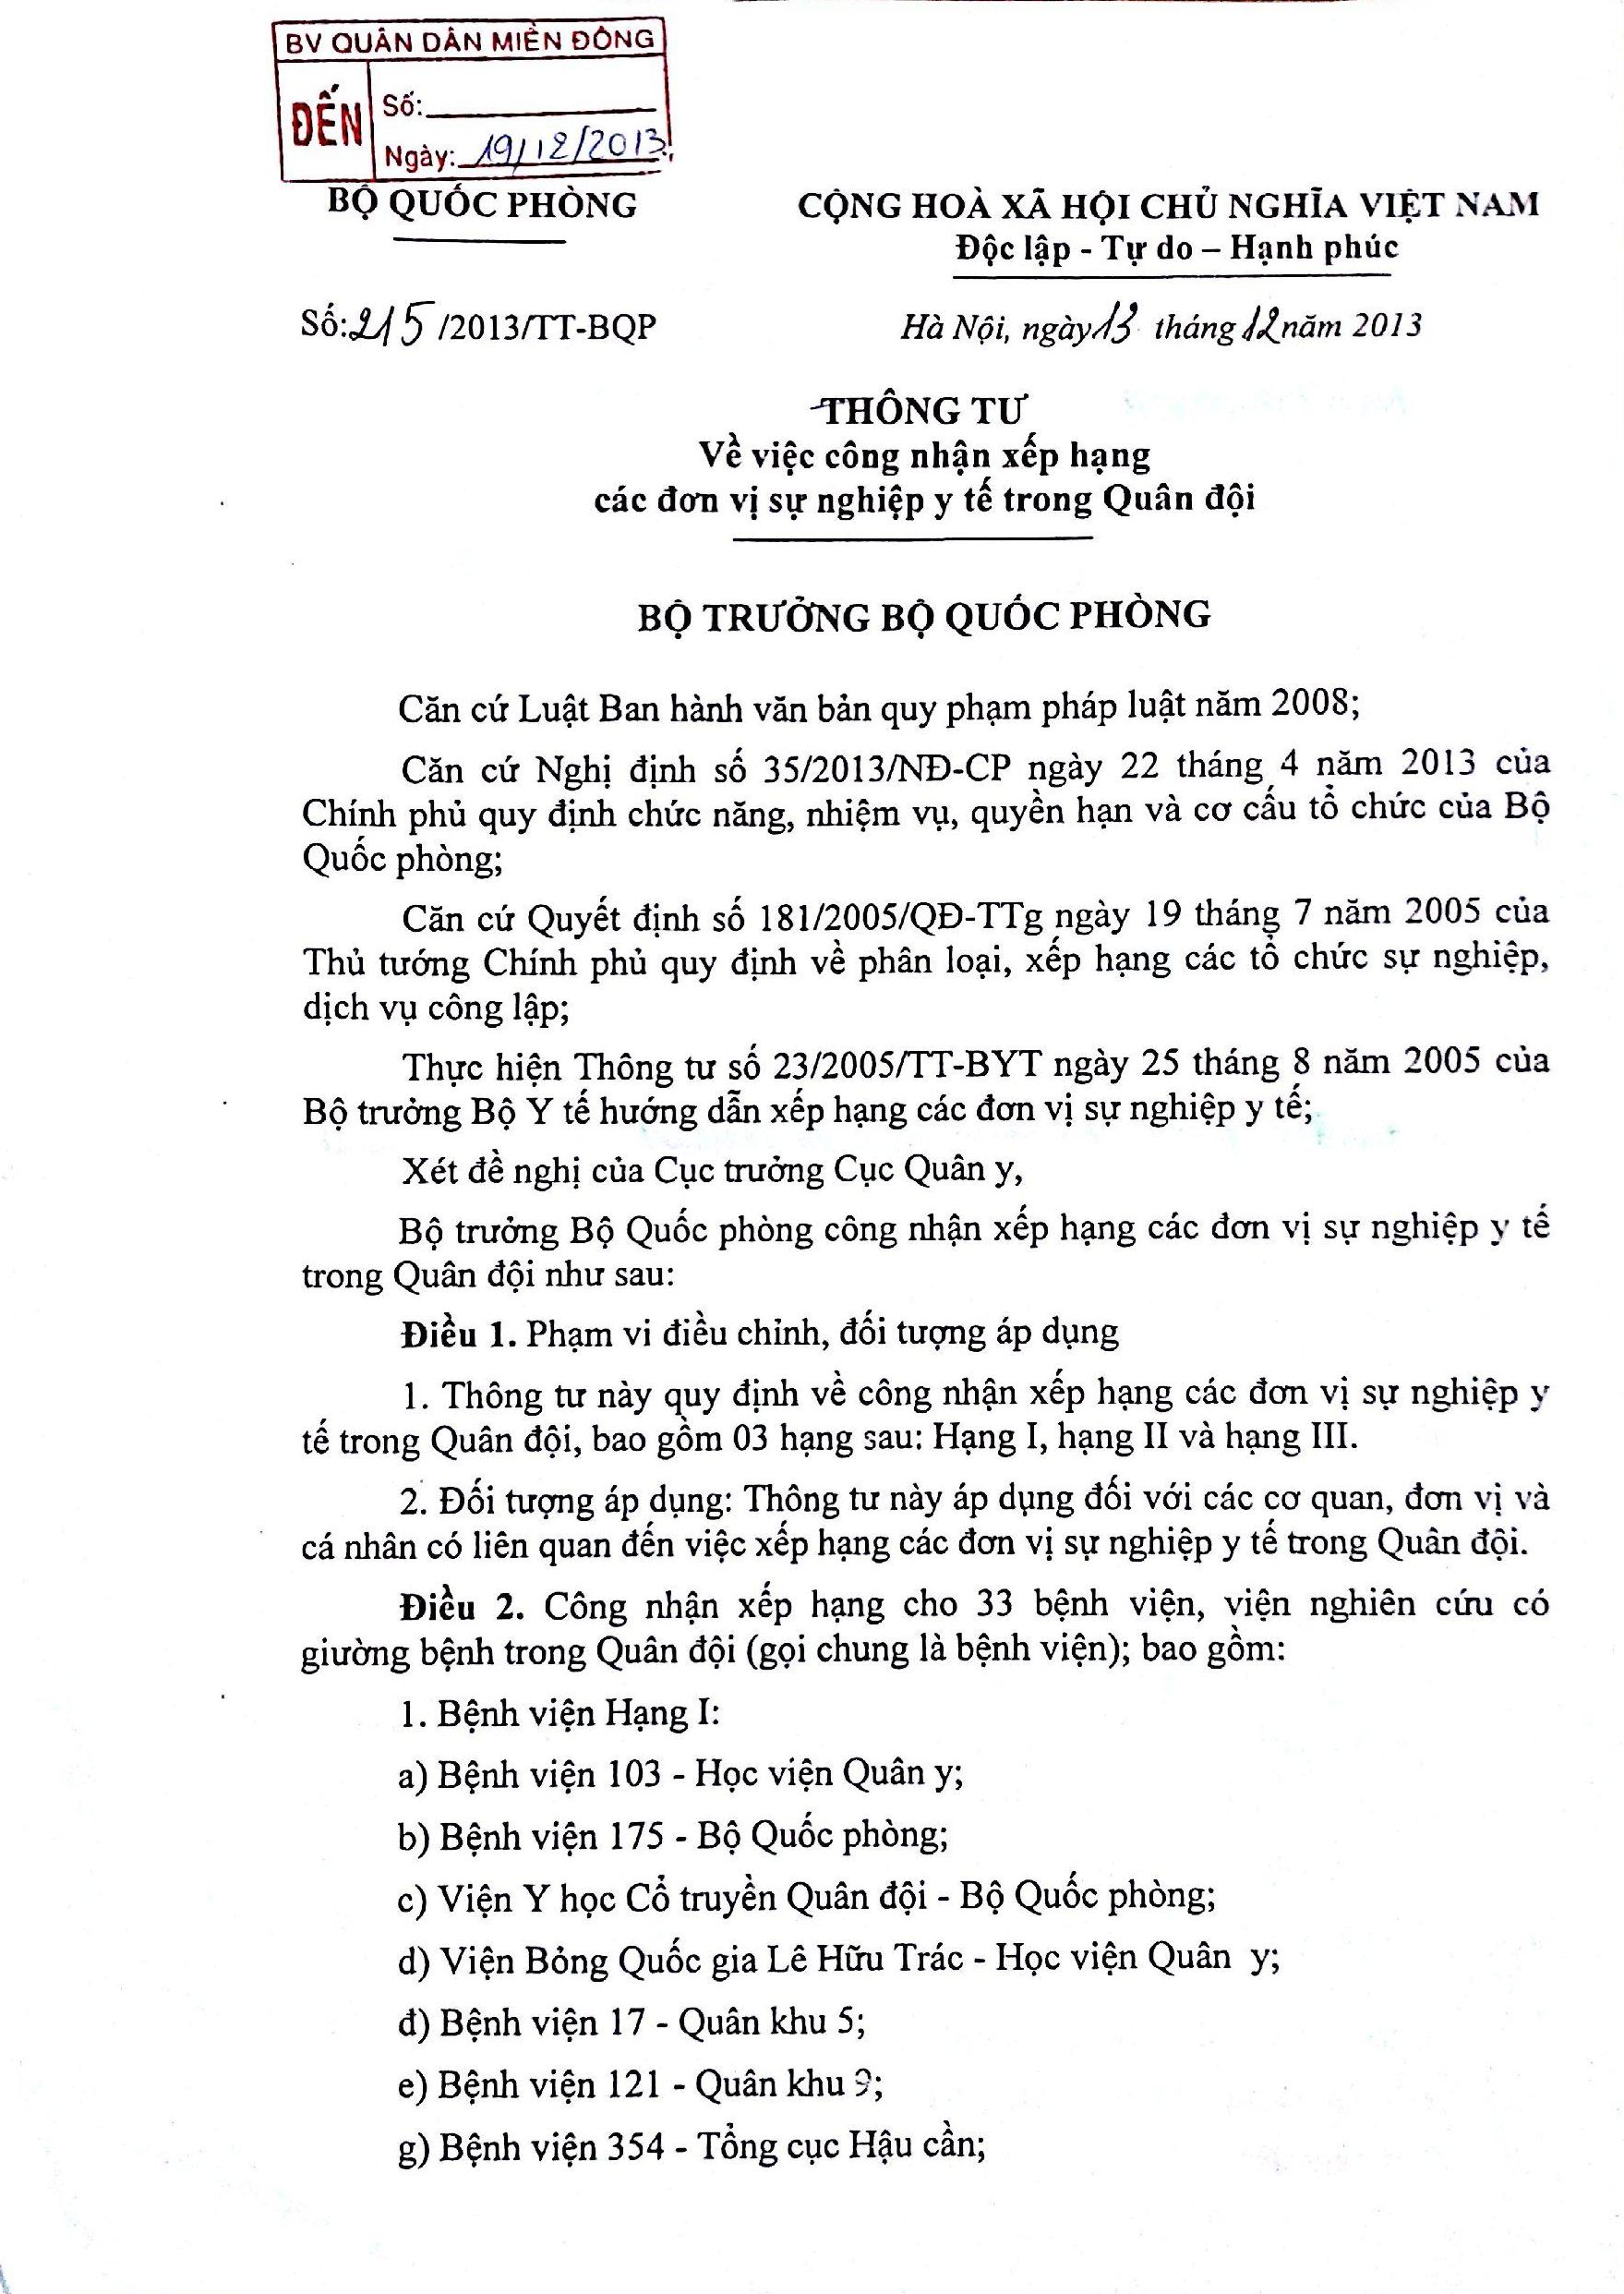 BV QUÂN DÂN MIỀN ĐÔNG
ĐẾN
Số:
Ngày: 19/12/2013
BỘ QUỐC PHÒNG
CỘNG HOÀ XÃ HỘI CHỦ NGHĨA VIỆT NAM
Độc lập - Tự do – Hạnh phúc
Số: 215 /2013/TT-BQP
Hà Nội, ngày 13 tháng 12 năm 2013
THÔNG TƯ
Về việc công nhận xếp hạng
các đơn vị sự nghiệp y tế trong Quân đội
BỘ TRƯỞNG BỘ QUỐC PHÒNG
Căn cứ Luật Ban hành văn bản quy phạm pháp luật năm 2008;
Căn cứ Nghị định số 35/2013/NĐ-CP ngày 22 tháng 4 năm 2013 của
Chính phủ quy định chức năng, nhiệm vụ, quyền hạn và cơ cấu tổ chức của Bộ
Quốc phòng;
Căn cứ Quyết định số 181/2005/QĐ-TTg ngày 19 tháng 7 năm 2005 của
Thủ tướng Chính phủ quy định về phân loại, xếp hạng các tổ chức sự nghiệp,
dịch vụ công lập;
Thực hiện Thông tư số 23/2005/TT-BYT ngày 25 tháng 8 năm 2005 của
Bộ trưởng Bộ Y tế hướng dẫn xếp hạng các đơn vị sự nghiệp y tế;
Xét đề nghị của Cục trưởng Cục Quân y,
Bộ trưởng Bộ Quốc phòng công nhận xếp hạng các đơn vị sự nghiệp y tế
trong Quân đội như sau:
Điều 1. Phạm vi điều chỉnh, đối tượng áp dụng
1. Thông tư này quy định về công nhận xếp hạng các đơn vị sự nghiệp y
tế trong Quân đội, bao gồm 03 hạng sau: Hạng I, hạng II và hạng III.
2. Đối tượng áp dụng: Thông tư này áp dụng đối với các cơ quan, đơn vị và
cá nhân có liên quan đến việc xếp hạng các đơn vị sự nghiệp y tế trong Quân đội.
Điều 2. Công nhận xếp hạng cho 33 bệnh viện, viện nghiên cứu có
giường bệnh trong Quân đội (gọi chung là bệnh viện); bao gồm:
1. Bệnh viện Hạng I:
a) Bệnh viện 103 - Học viện Quân y;
b) Bệnh viện 175 - Bộ Quốc phòng;
c) Viện Y học Cổ truyền Quân đội - Bộ Quốc phòng;
d) Viện Bỏng Quốc gia Lê Hữu Trác - Học viện Quân y;
đ) Bệnh viện 17 - Quân khu 5;
e) Bệnh viện 121 - Quân khu 9;
g) Bệnh viện 354 - Tổng cục Hậu cần;